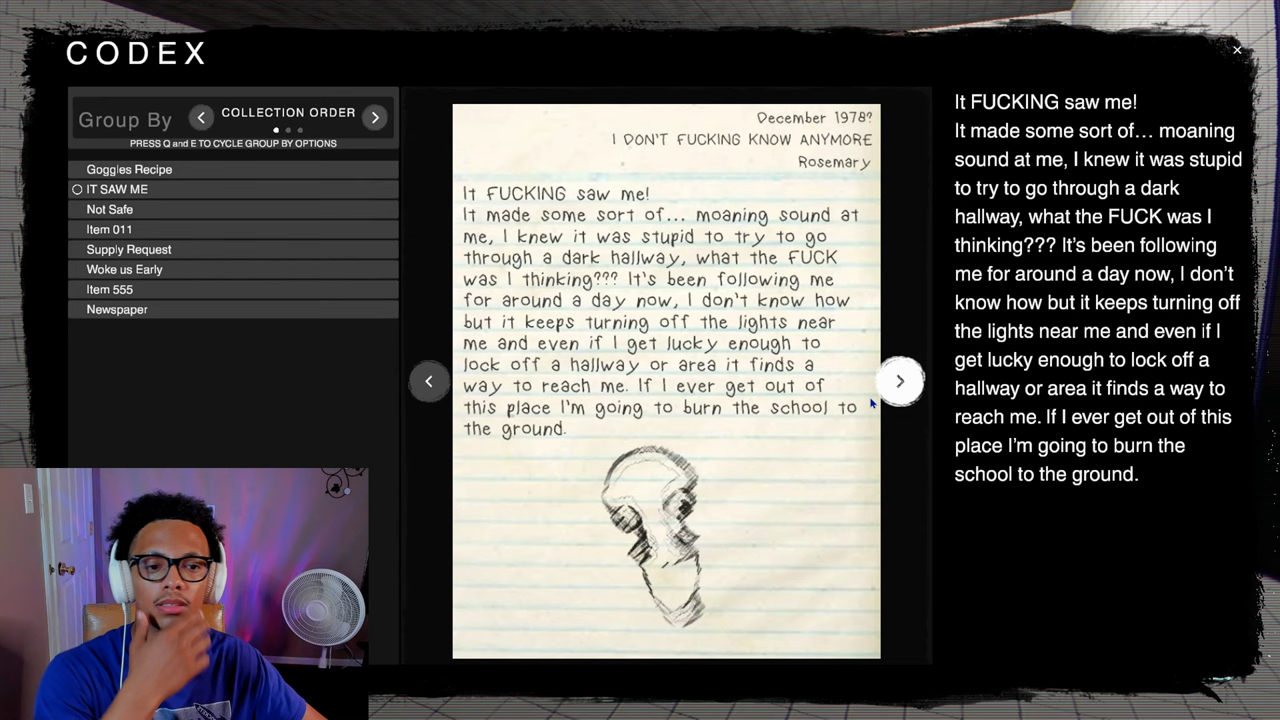 CODEX
×
Group By
COLLECTION ORDER
PRESS Q and E TO CYCLE GROUP BY OPTIONS
Goggles Recipe
IT SAW ME
Not Safe
Item 011
Supply Request
Woke us Early
Item 555
Newspaper
December 1978?
I DON'T FUCKING KNOW ANYMORE
Rosemary
It FUCKING saw me!
It made some sort of... moaning sound at
me, I knew it was stupid to try to go
through a dark hallway, what the FUCK
was I thinking??? It's been following me
for around a day now, I don't know how
but it keeps turning off the lights near
me and even if I get lucky enough to
lock off a hallway or area it finds a
way to reach me. If I ever get out of
this place I'm going to burn the school to
the ground.
It FUCKING saw me!
It made some sort of... moaning
sound at me, I knew it was stupid
to try to go through a dark
hallway, what the FUCK was I
thinking??? It's been following
me for around a day now, I don't
know how but it keeps turning off
the lights near me and even if I
get lucky enough to lock off a
hallway or area it finds a way to
reach me. If I ever get out of this
place I'm going to burn the
school to the ground.